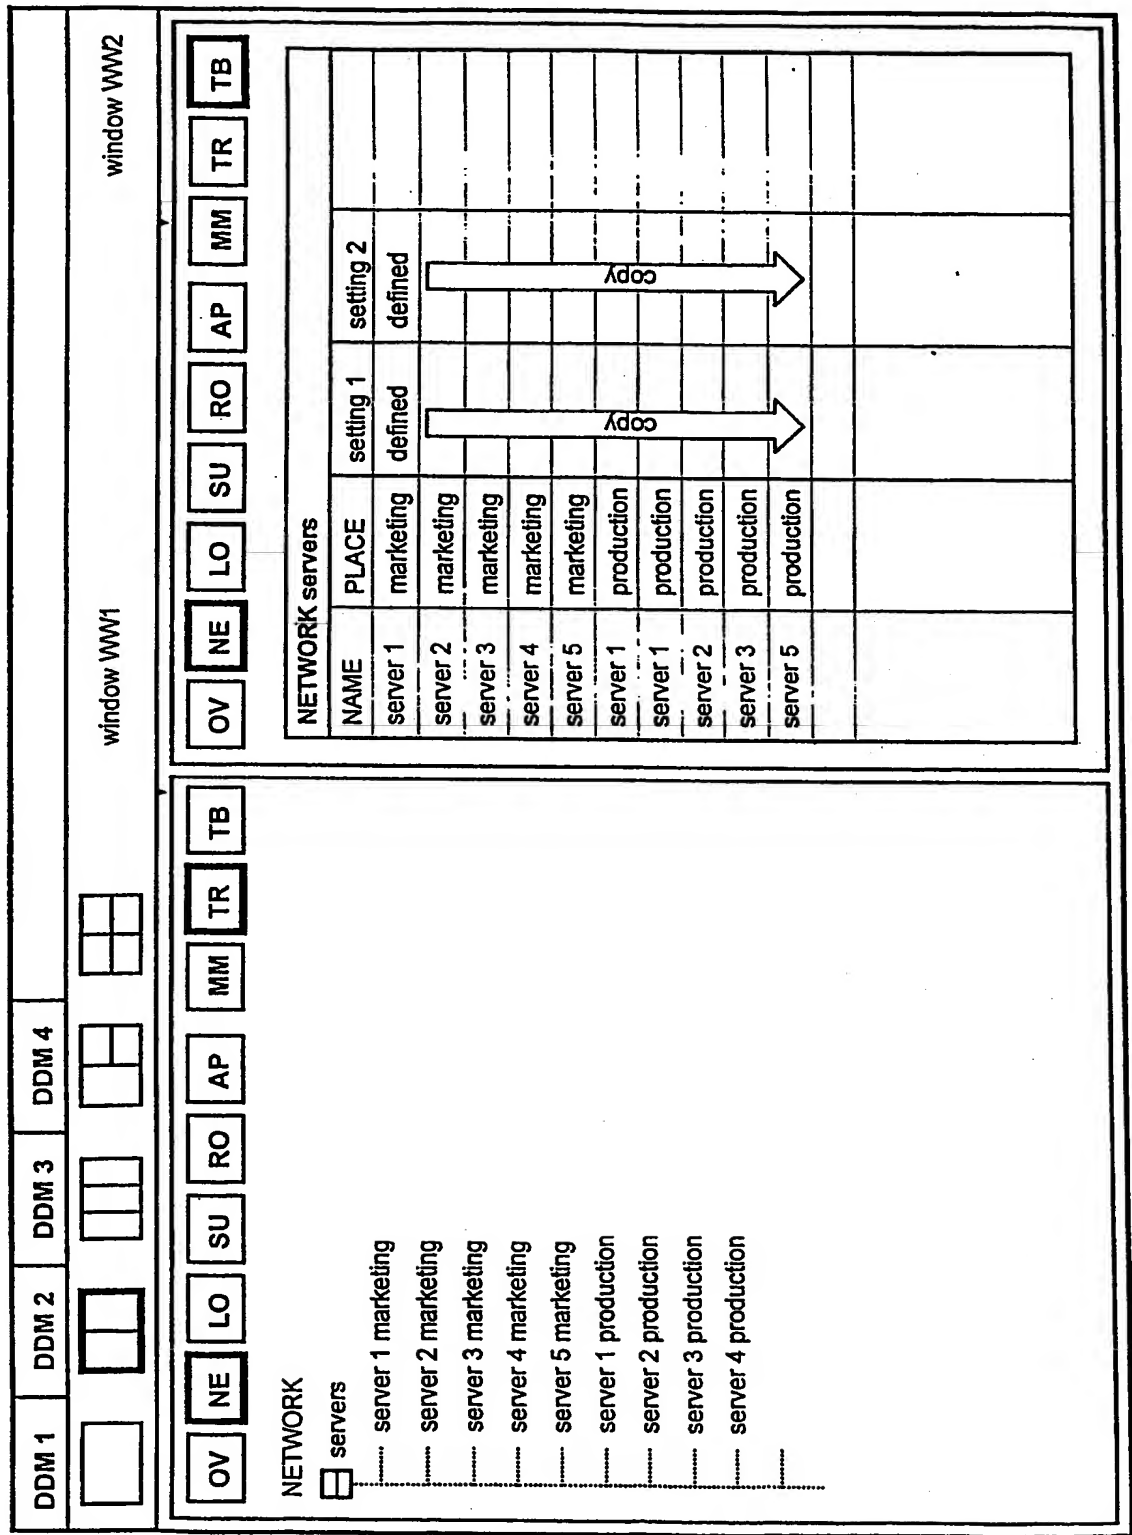 DDM 1 DDM 2 DDM 3 DDM 4
window WW1 window WW2
OV NE LO SU RO AP MM TR TB
NETWORK
servers
server 1 marketing
server 2 marketing
server 3 marketing
server 4 marketing
server 5 marketing
server 1 production
server 2 production
server 3 production
server 4 production
OV NE LO SU RO AP MM TR TB
NETWORK servers
NAME PLACE setting 1 setting 2
server 1 marketing defined defined
server 2 marketing
server 3 marketing
server 4 marketing
server 5 marketing
server 1 production
server 1 production
server 2 production
server 3 production
server 5 production
copy copy